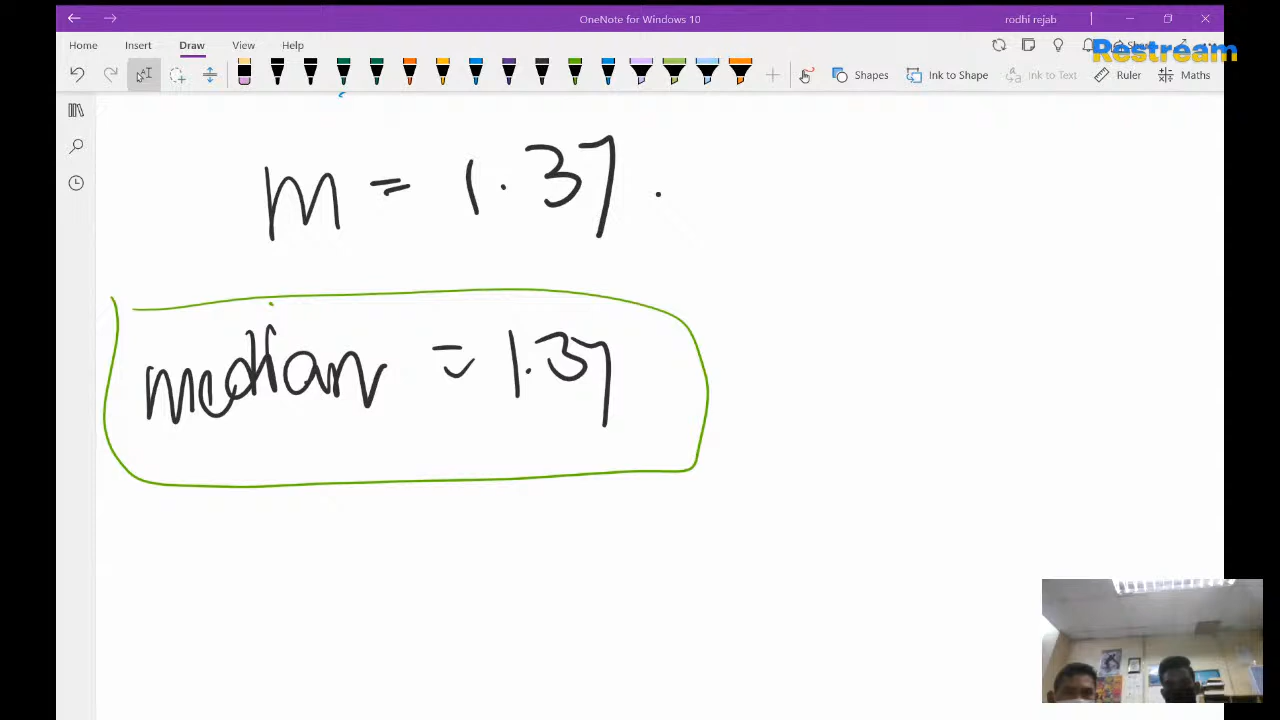 OneNote for Windows 10
rodhi rejab
Home Insert Draw View Help
Share
Restream
Shapes Ink to Shape Ink to Text Ruler Maths
m = 1.37 .
median = 1.37